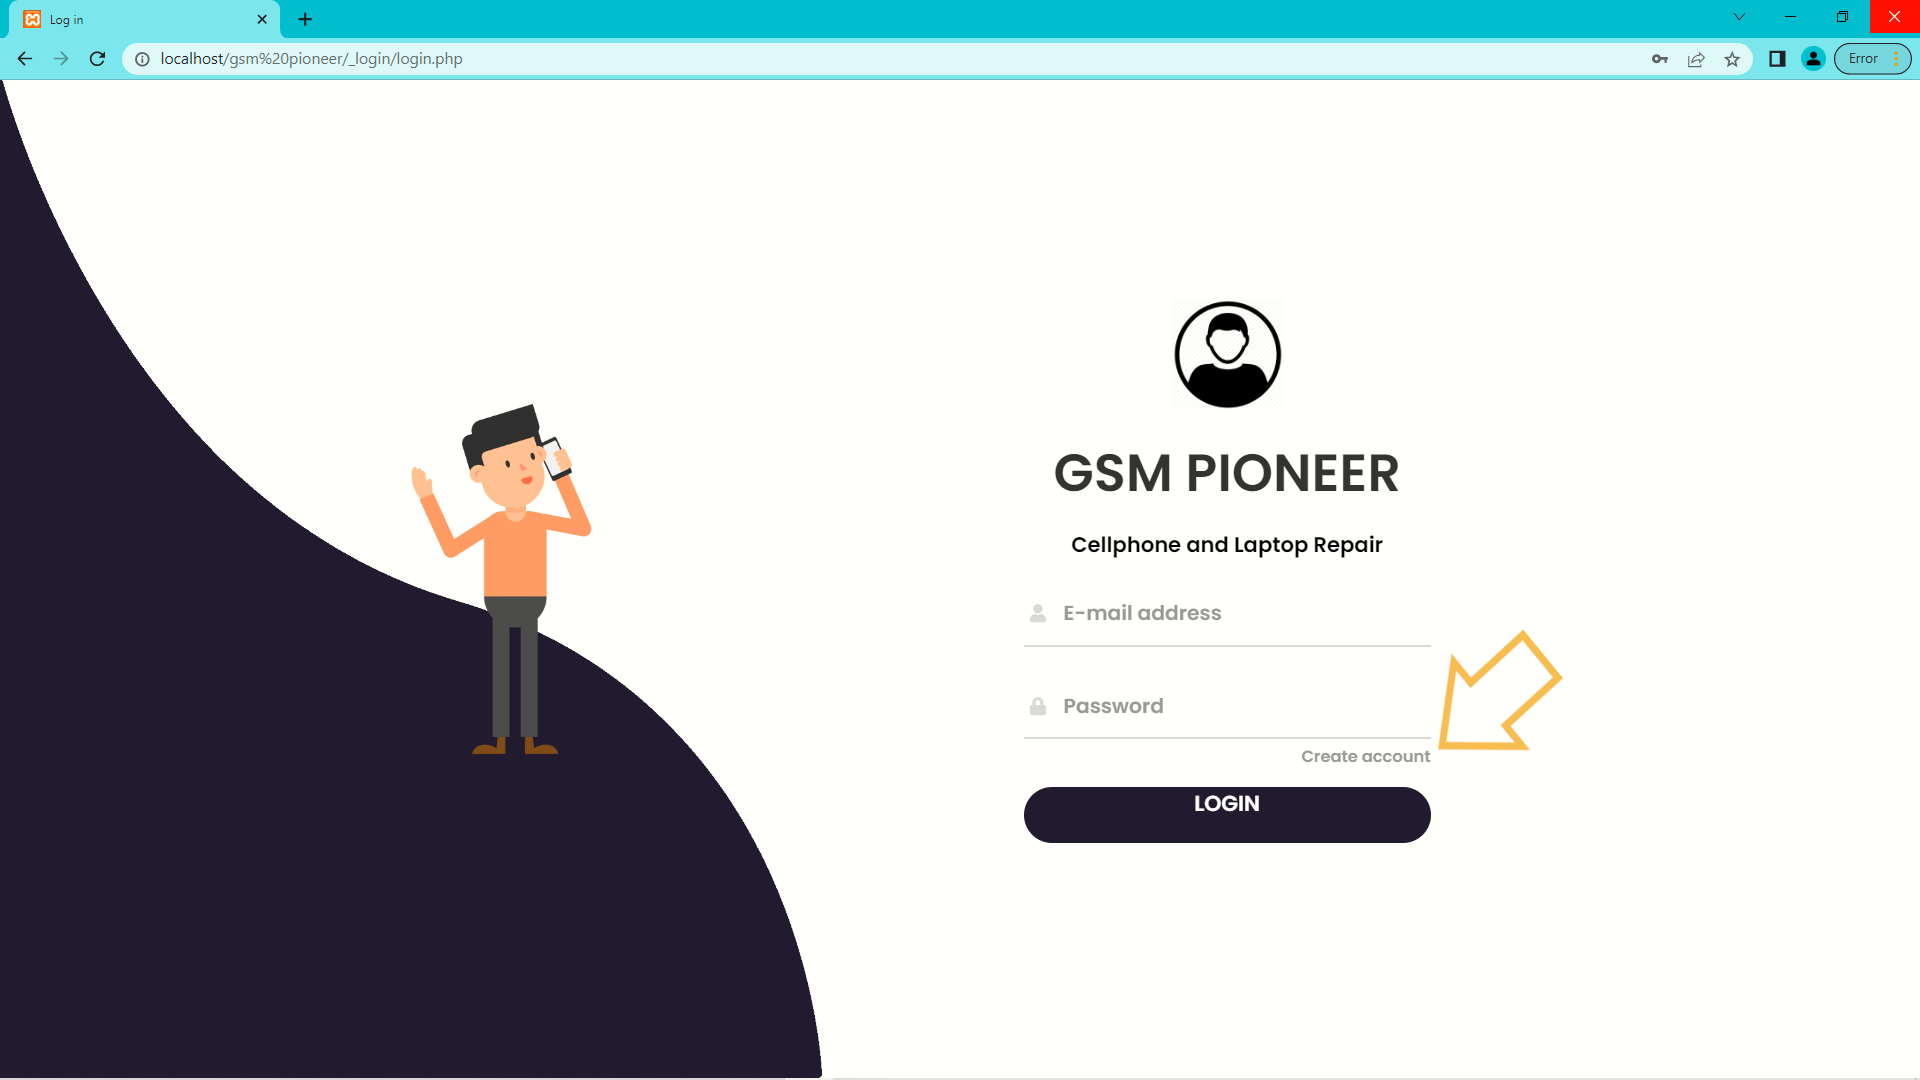 Log in
localhost/gsm%20pioneer/_login/login.php
Error
GSM PIONEER
Cellphone and Laptop Repair
E-mail address
Password
Create account
LOGIN